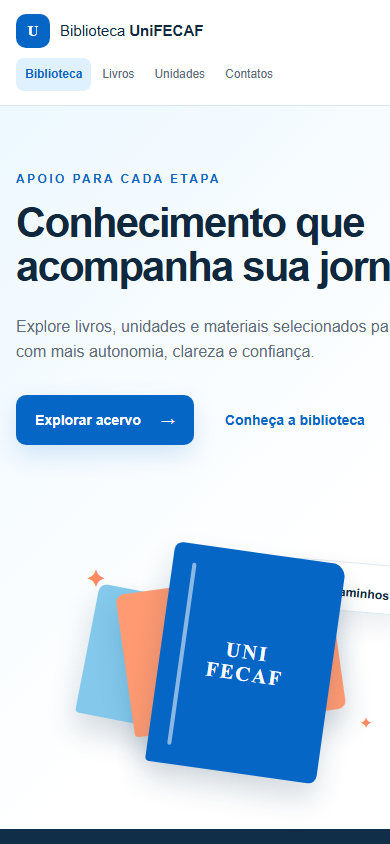 U Biblioteca UniFECAF
Biblioteca Livros Unidades Contatos
APOIO PARA CADA ETAPA
Conhecimento que
acompanha sua jorn
Explore livros, unidades e materiais selecionados pa
com mais autonomia, clareza e confiança.
Explorar acervo → Conheça a biblioteca
aminhos
UNI
FECAF